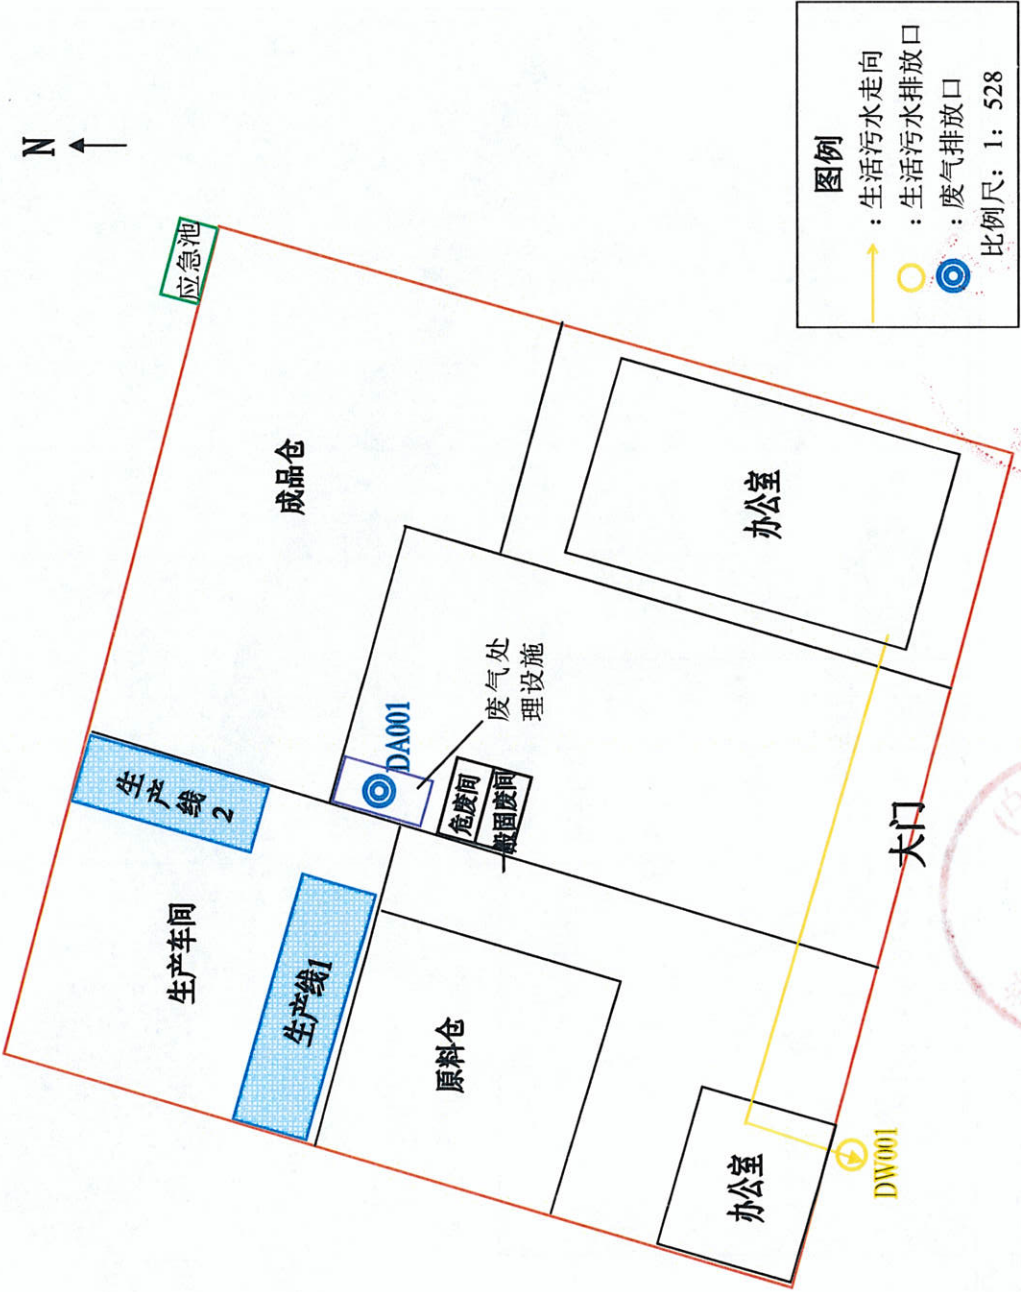 N
应急池
成品仓
生产线2
生产车间
生产线1
DA001
废气处
理设施
危废间
一般固废间
原料仓
办公室
办公室
大门
DW001
图例
：生活污水走向
：生活污水排放口
：废气排放口
比例尺：1：528